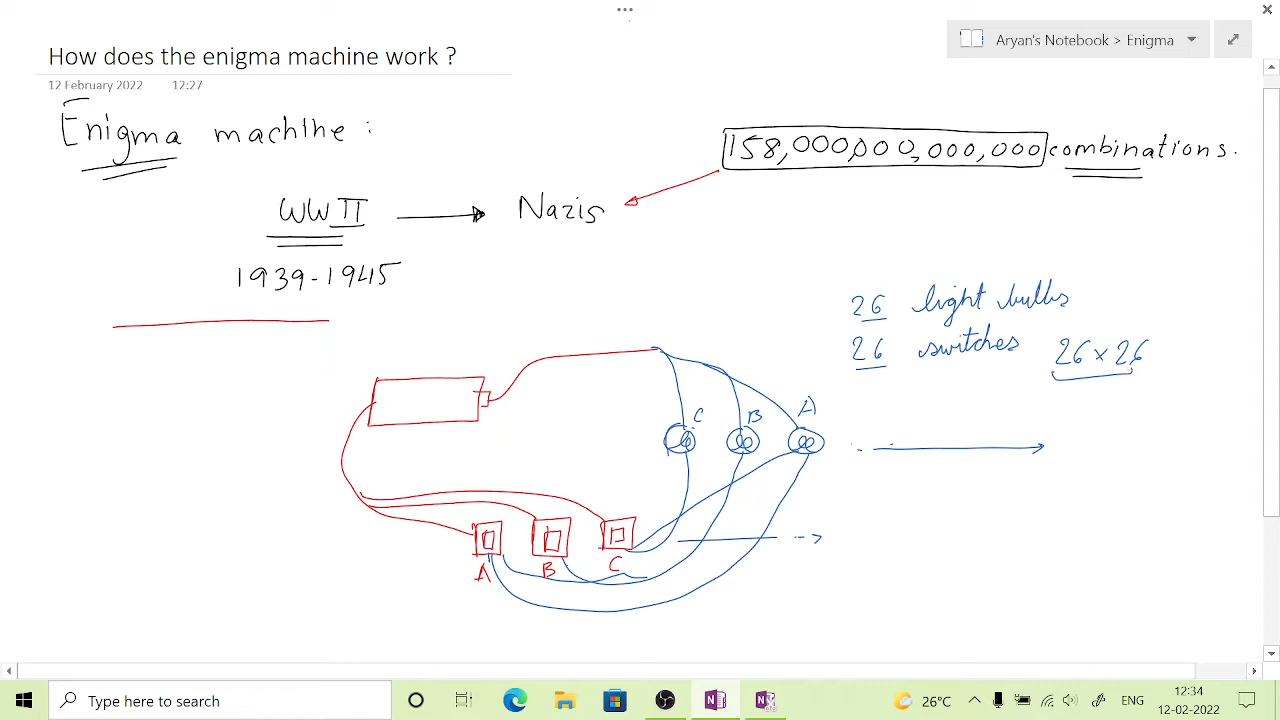 How does the enigma machine work ?
Aryan's Notebook > Enigma
12 February 2022 12:27
Enigma machine :
158,000,000,000,000 combinations.
WW II Nazis
1939-1945
26 light bulbs
26 switches 26 x 26
C B A
A B C
Type here to search
26°C ENG 12:34
12-02-2022